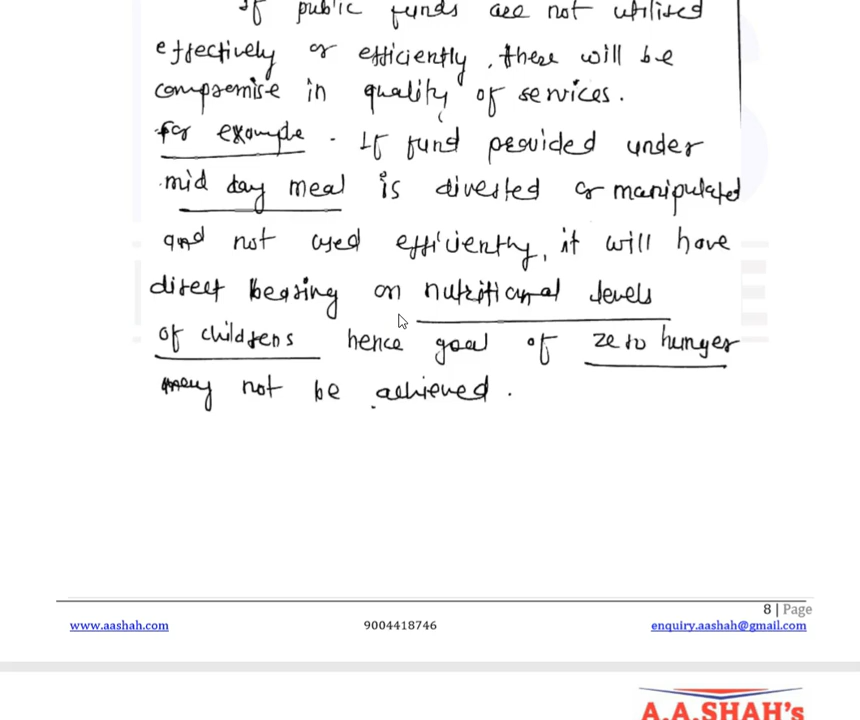 If public funds are not utilised
effectively or efficiently, there will be
compromise in quality of services.
for example - If fund provided under
mid day meal is diverted or manipulated
and not used efficiently, it will have
direct bearing on nutritional levels
of childrens hence goal of zero hunger
may not be achieved.
8 | Page
www.aashah.com 9004418746 enquiry.aashah@gmail.com
A.A.SHAH's